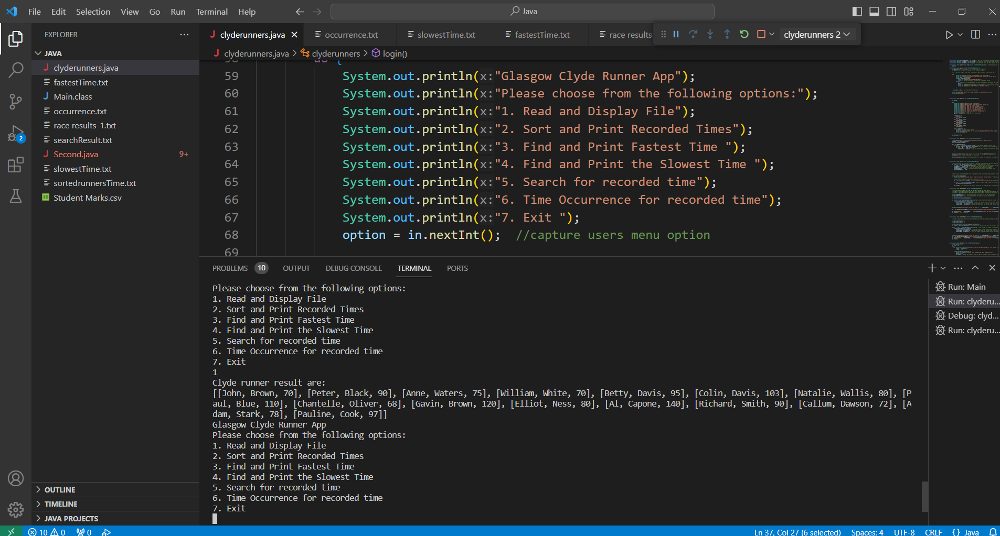 File Edit Selection View Go Run Terminal Help
Java
EXPLORER
JAVA
clyderunners.java
fastestTime.txt
Main.class
occurrence.txt
race results-1.txt
searchResult.txt
Second.java 9+
slowestTime.txt
sortedrunnersTime.txt
Student Marks.csv
OUTLINE
TIMELINE
JAVA PROJECTS
2
clyderunners.java occurrence.txt slowestTime.txt fastestTime.txt race results- clyderunners 2
clyderunners.java > clyderunners > login()
59 System.out.println(x:"Glasgow Clyde Runner App");
60 System.out.println(x:"Please choose from the following options:");
61 System.out.println(x:"1. Read and Display File");
62 System.out.println(x:"2. Sort and Print Recorded Times");
63 System.out.println(x:"3. Find and Print Fastest Time ");
64 System.out.println(x:"4. Find and Print the Slowest Time ");
65 System.out.println(x:"5. Search for recorded time");
66 System.out.println(x:"6. Time Occurrence for recorded time");
67 System.out.println(x:"7. Exit ");
68 option = in.nextInt(); //capture users menu option
69
PROBLEMS 10 OUTPUT DEBUG CONSOLE TERMINAL PORTS
Please choose from the following options:
1. Read and Display File
2. Sort and Print Recorded Times
3. Find and Print Fastest Time
4. Find and Print the Slowest Time
5. Search for recorded time
6. Time Occurrence for recorded time
7. Exit
1
Clyde runner result are:
[[John, Brown, 70], [Peter, Black, 90], [Anne, Waters, 75], [William, White, 70], [Betty, Davis, 95], [Colin, Davis, 103], [Natalie, Wallis, 80], [P
aul, Blue, 110], [Chantelle, Oliver, 68], [Gavin, Brown, 120], [Elliot, Ness, 80], [Al, Capone, 140], [Richard, Smith, 90], [Callum, Dawson, 72], [A
dam, Stark, 78], [Pauline, Cook, 97]]
Glasgow Clyde Runner App
Please choose from the following options:
1. Read and Display File
2. Sort and Print Recorded Times
3. Find and Print Fastest Time
4. Find and Print the Slowest Time
5. Search for recorded time
6. Time Occurrence for recorded time
7. Exit
Run: Main
Run: clyderu...
Debug: clyd...
Run: clyderu...
10 0 0 Ln 37, Col 27 (6 selected) Spaces: 4 UTF-8 CRLF {} Java